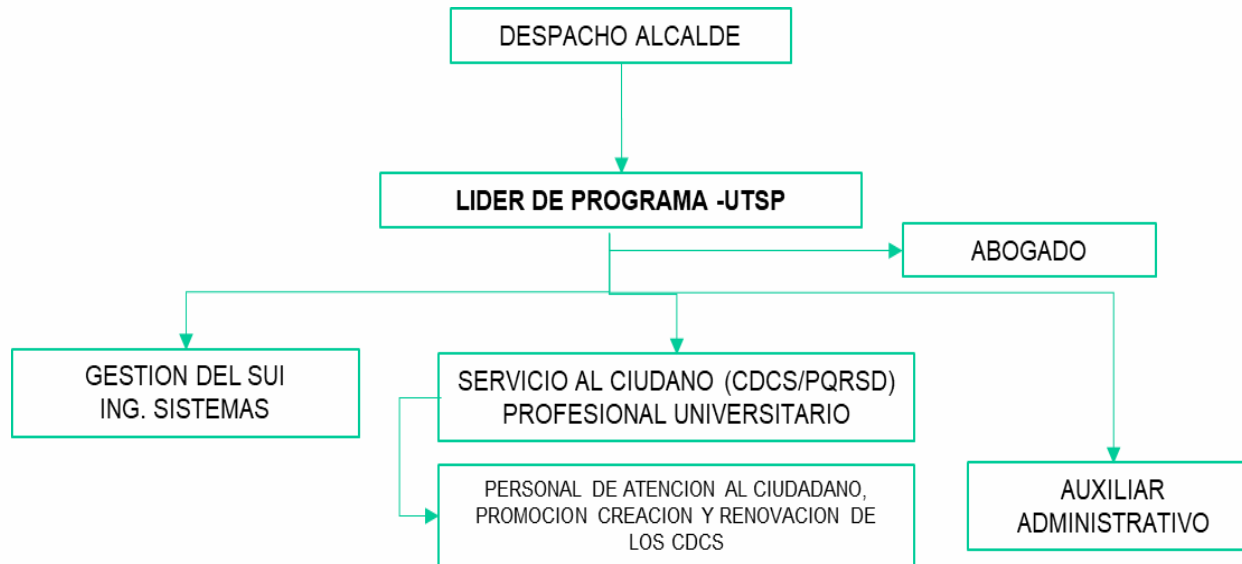 DESPACHO ALCALDE
LIDER DE PROGRAMA -UTSP
ABOGADO
GESTION DEL SUI
ING. SISTEMAS
SERVICIO AL CIUDANO (CDCS/PQRSD)
PROFESIONAL UNIVERSITARIO
PERSONAL DE ATENCION AL CIUDADANO,
PROMOCION CREACION Y RENOVACION DE
LOS CDCS
AUXILIAR
ADMINISTRATIVO